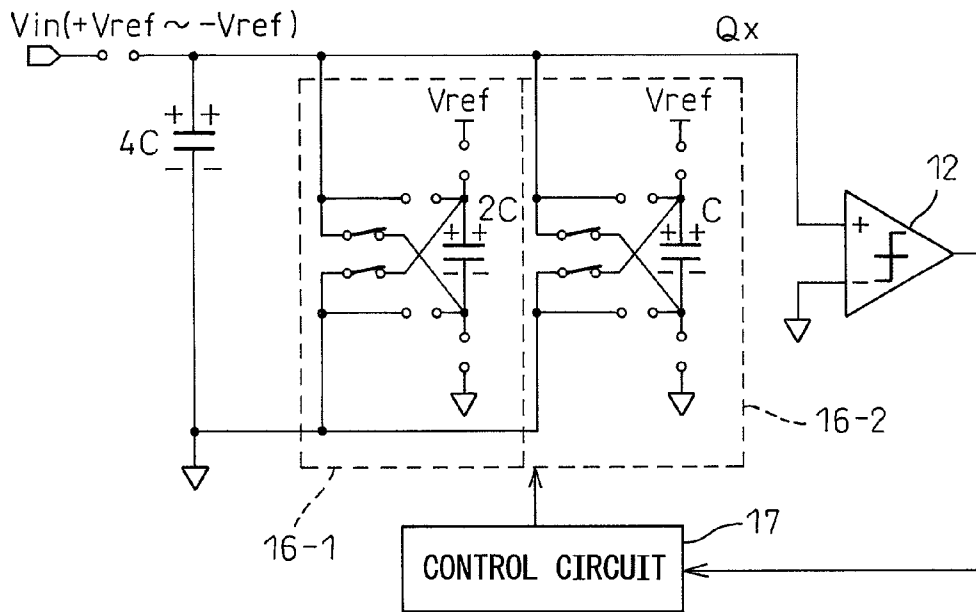 Vin(+Vref ~ -Vref)
Qx
Vref
Vref
12
4C
+ +
- -
2C
+ +
- -
C
+ +
- -
+
-
16-2
16-1
17
CONTROL CIRCUIT